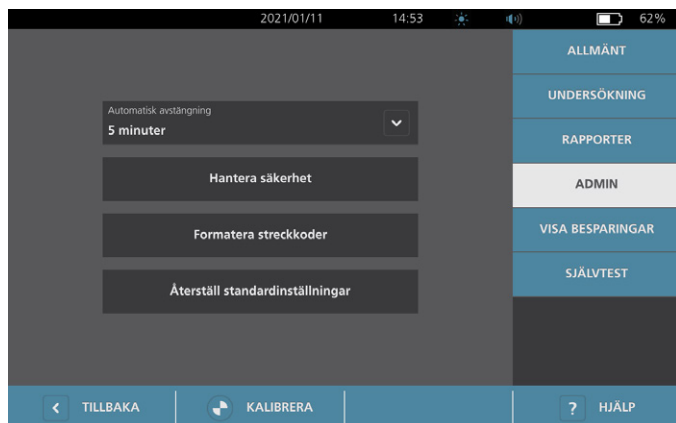 2021/01/11 14:53 62%
ALLMÄNT
UNDERSÖKNING
RAPPORTER
ADMIN
VISA BESPARINGAR
SJÄLVTEST
Automatisk avstängning
5 minuter
Hantera säkerhet
Formatera streckkoder
Återställ standardinställningar
TILLBAKA KALIBRERA ? HJÄLP